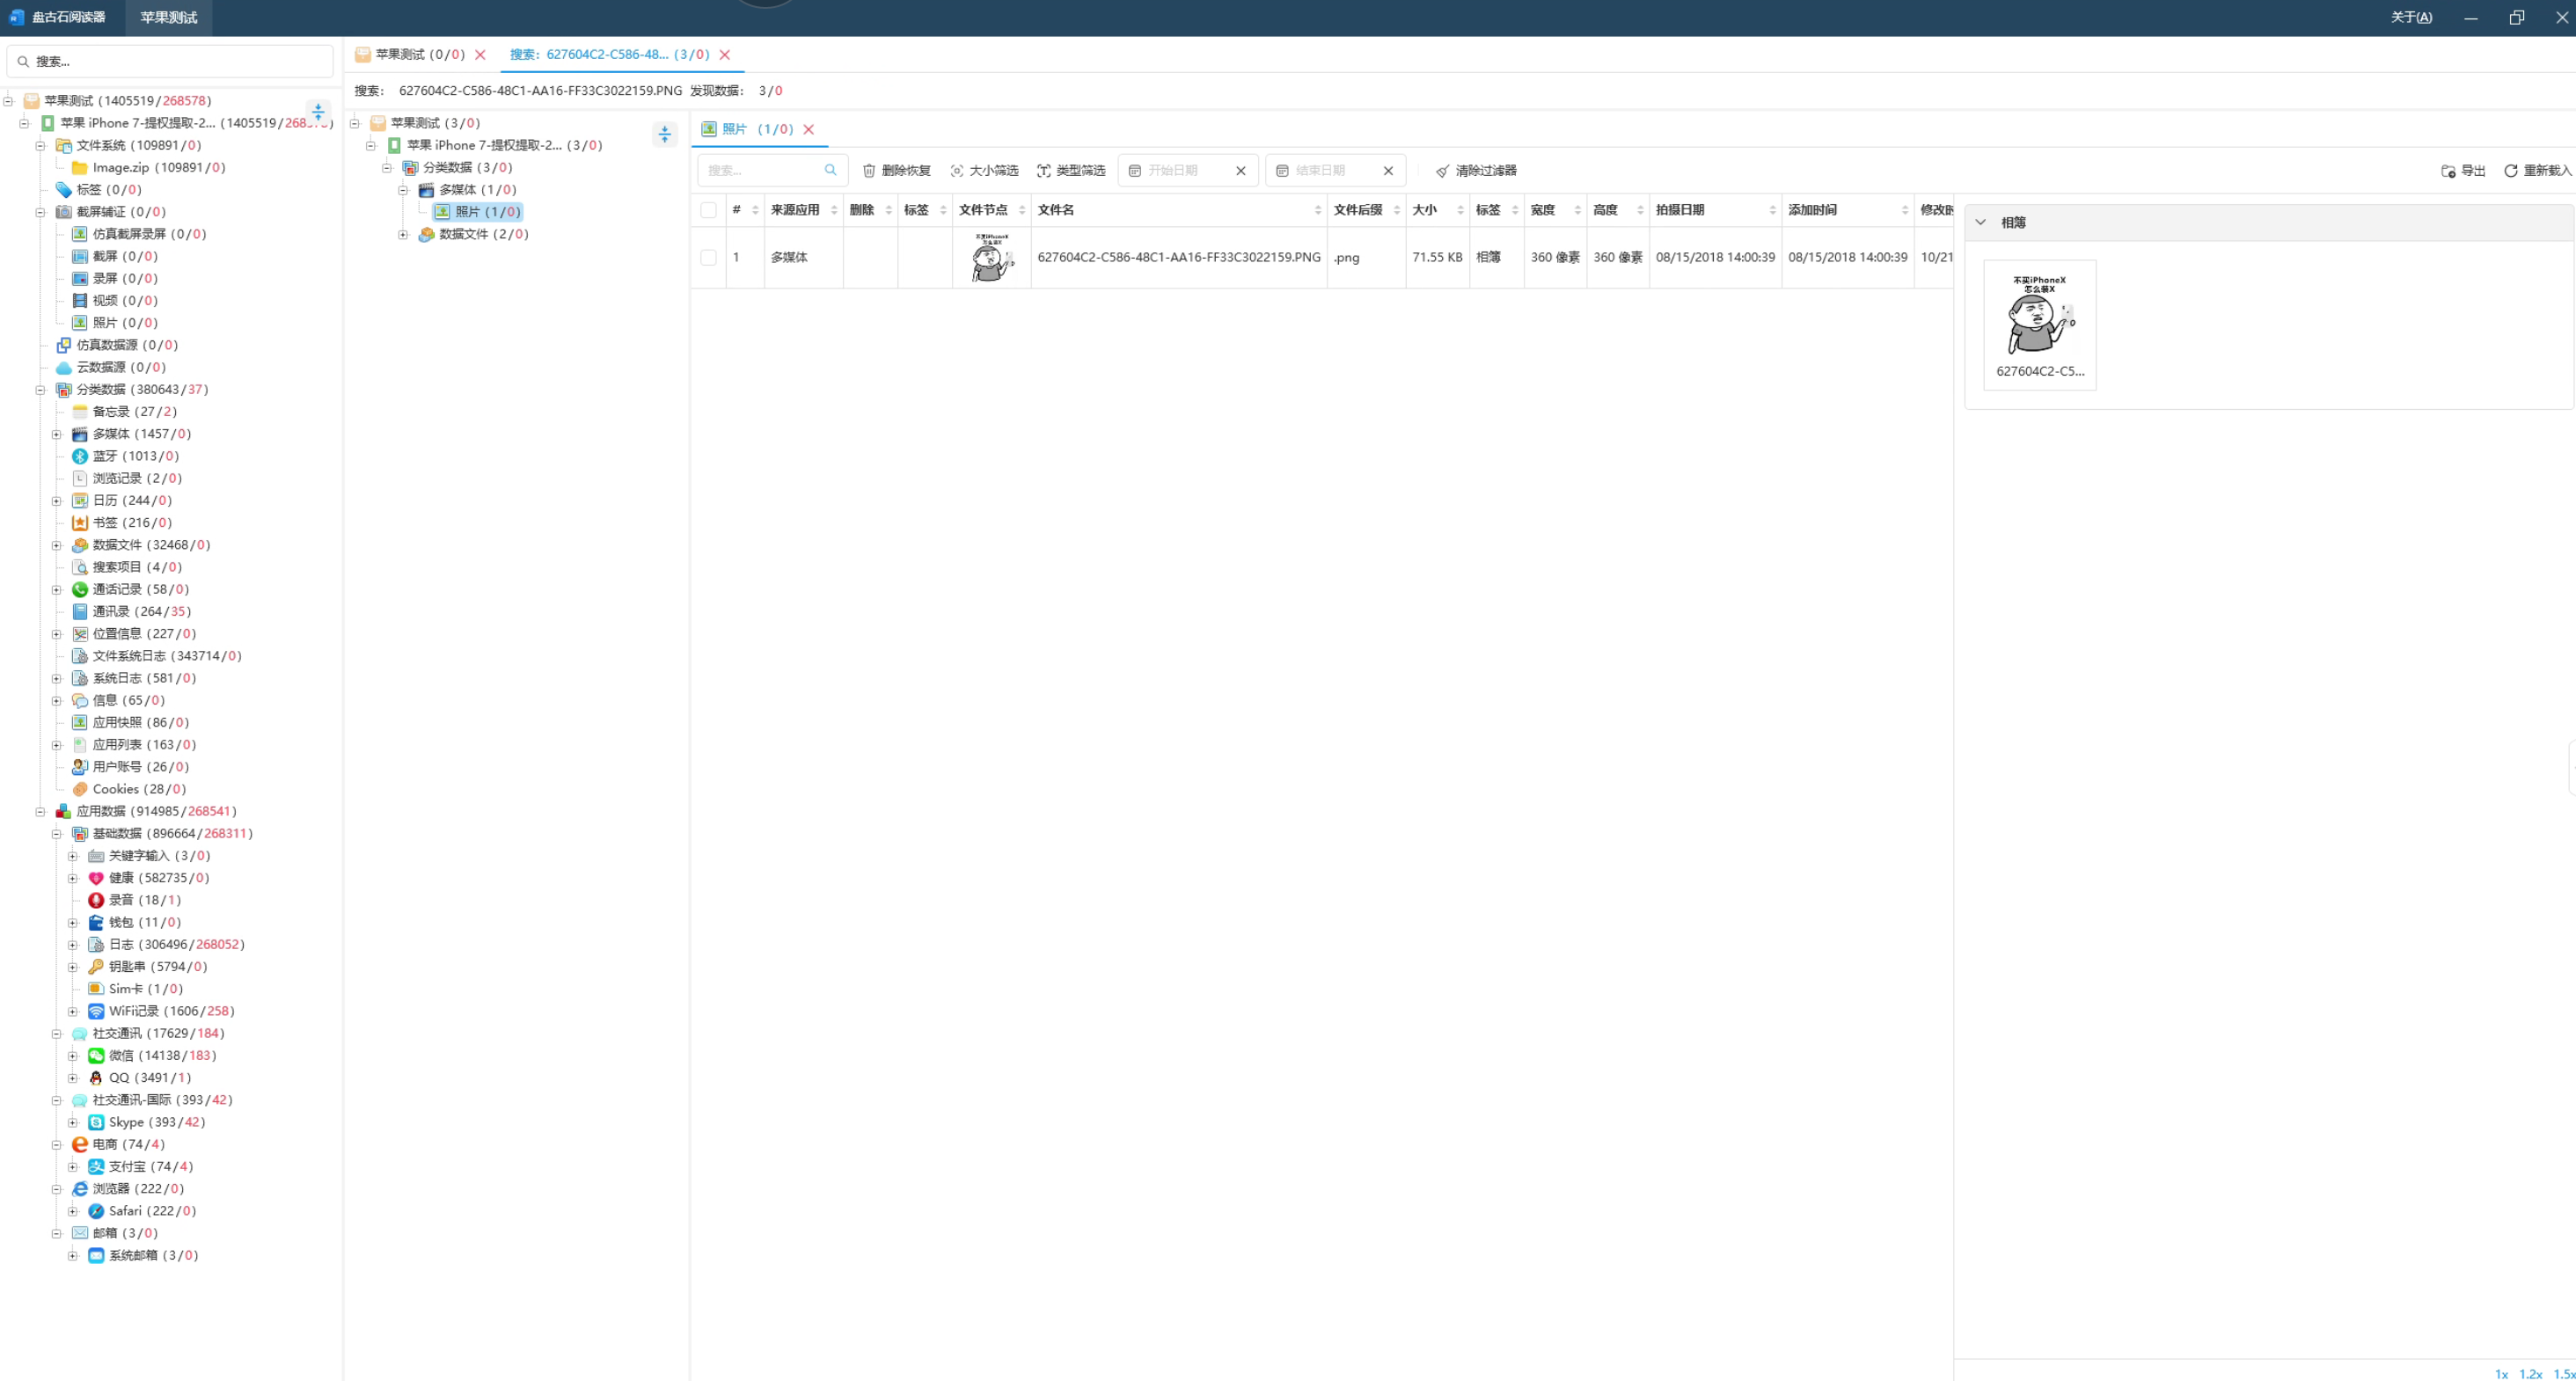 盘古石阅读器 苹果测试 关于(A)
搜索...
苹果测试 (1405519/268578)
苹果 iPhone 7-提权提取-2... (1405519/268
文件系统 (109891/0)
Image.zip (109891/0)
标签 (0/0)
截屏辅证 (0/0)
仿真截屏录屏 (0/0)
截屏 (0/0)
录屏 (0/0)
视频 (0/0)
照片 (0/0)
仿真数据源 (0/0)
云数据源 (0/0)
分类数据 (380643/37)
备忘录 (27/2)
多媒体 (1457/0)
蓝牙 (1013/0)
浏览记录 (2/0)
日历 (244/0)
书签 (216/0)
数据文件 (32468/0)
搜索项目 (4/0)
通话记录 (58/0)
通讯录 (264/35)
位置信息 (227/0)
文件系统日志 (343714/0)
系统日志 (581/0)
信息 (65/0)
应用快照 (86/0)
应用列表 (163/0)
用户账号 (26/0)
Cookies (28/0)
应用数据 (914985/268541)
基础数据 (896664/268311)
关键字输入 (3/0)
健康 (582735/0)
录音 (18/1)
钱包 (11/0)
日志 (306496/268052)
钥匙串 (5794/0)
Sim卡 (1/0)
WiFi记录 (1606/258)
社交通讯 (17629/184)
微信 (14138/183)
QQ (3491/1)
社交通讯-国际 (393/42)
Skype (393/42)
电商 (74/4)
支付宝 (74/4)
浏览器 (222/0)
Safari (222/0)
邮箱 (3/0)
系统邮箱 (3/0)
苹果测试 (0/0) 搜索：627604C2-C586-48... (3/0)
搜索： 627604C2-C586-48C1-AA16-FF33C3022159.PNG 发现数据： 3/0
苹果测试 (3/0)
苹果 iPhone 7-提权提取-2... (3/0)
分类数据 (3/0)
多媒体 (1/0)
照片 (1/0)
数据文件 (2/0)
照片 (1/0)
搜索... 删除恢复 大小筛选 类型筛选 开始日期 结束日期 清除过滤器 导出 重新载入
# 来源应用 删除 标签 文件节点 文件名 文件后缀 大小 标签 宽度 高度 拍摄日期 添加时间 修改时
1 多媒体 627604C2-C586-48C1-AA16-FF33C3022159.PNG .png 71.55 KB 相簿 360 像素 360 像素 08/15/2018 14:00:39 08/15/2018 14:00:39 10/21
不买iPhoneX
怎么装X
相簿
不买iPhoneX
怎么装X
627604C2-C5...
1x 1.2x 1.5x